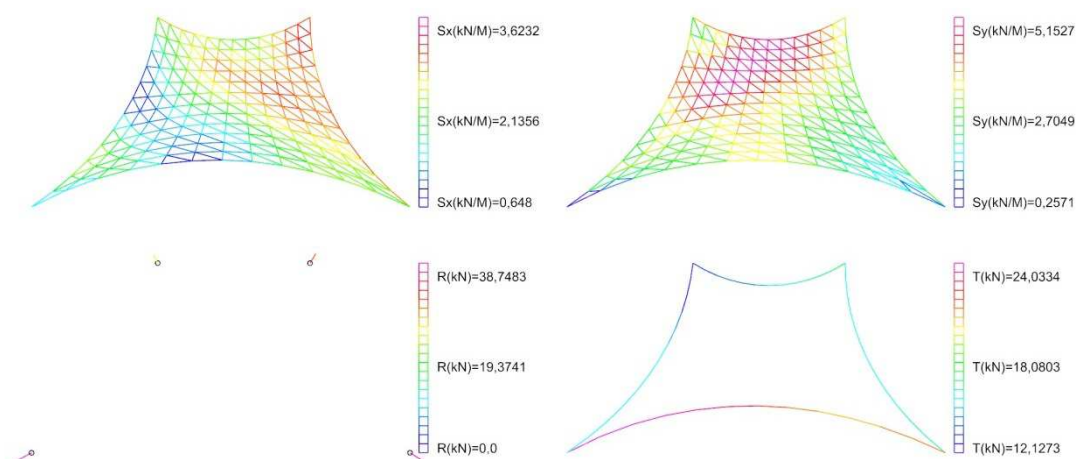 Sx(kN/M)=3,6232
Sx(kN/M)=2,1356
Sx(kN/M)=0,648
Sy(kN/M)=5,1527
Sy(kN/M)=2,7049
Sy(kN/M)=0,2571
R(kN)=38,7483
R(kN)=19,3741
R(kN)=0,0
T(kN)=24,0334
T(kN)=18,0803
T(kN)=12,1273